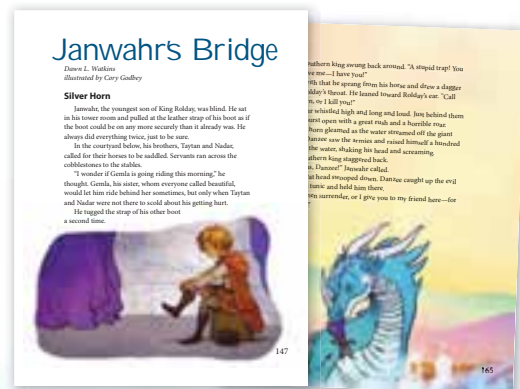 Janwahr's Bridge
Dawn L. Watkins
illustrated by Cory Godbey
Silver Horn
Janwahr, the youngest son of King Rolday, was blind. He sat
in his tower room and pulled at the leather strap of his boot as if
the boot could be on any more securely than it already was. He
always did everything twice, just to be sure.
In the courtyard below, his brothers, Taytan and Nadar,
called for their horses to be saddled. Servants ran across the
cobblestones to the stables.
"I wonder if Gemla is going riding this morning," he
thought. Gemla, his sister, whom everyone called beautiful,
would let him ride behind her sometimes, but only when Taytan
and Nadar were not there to scold about his getting hurt.
He tugged the strap of his other boot
a second time.
147
king swung back around. "A stupid trap! You
me—I have you!"
that he sprang from his horse and drew a dagger
throat. He leaned toward Rolday's ear. "Call
or I kill you!"
whistled high and long and loud. Just behind them
open with a great rush and a horrible roar.
horn gleamed as the water streamed off the giant
Danzee saw the armies and raised himself a hundred
the water, shaking his head and screaming.
king staggered back.
Danzee!" Janwahr called.
head swooped down. Danzee caught up the evil
tunic and held him there.
surrender, or I give you to my friend here—for
165